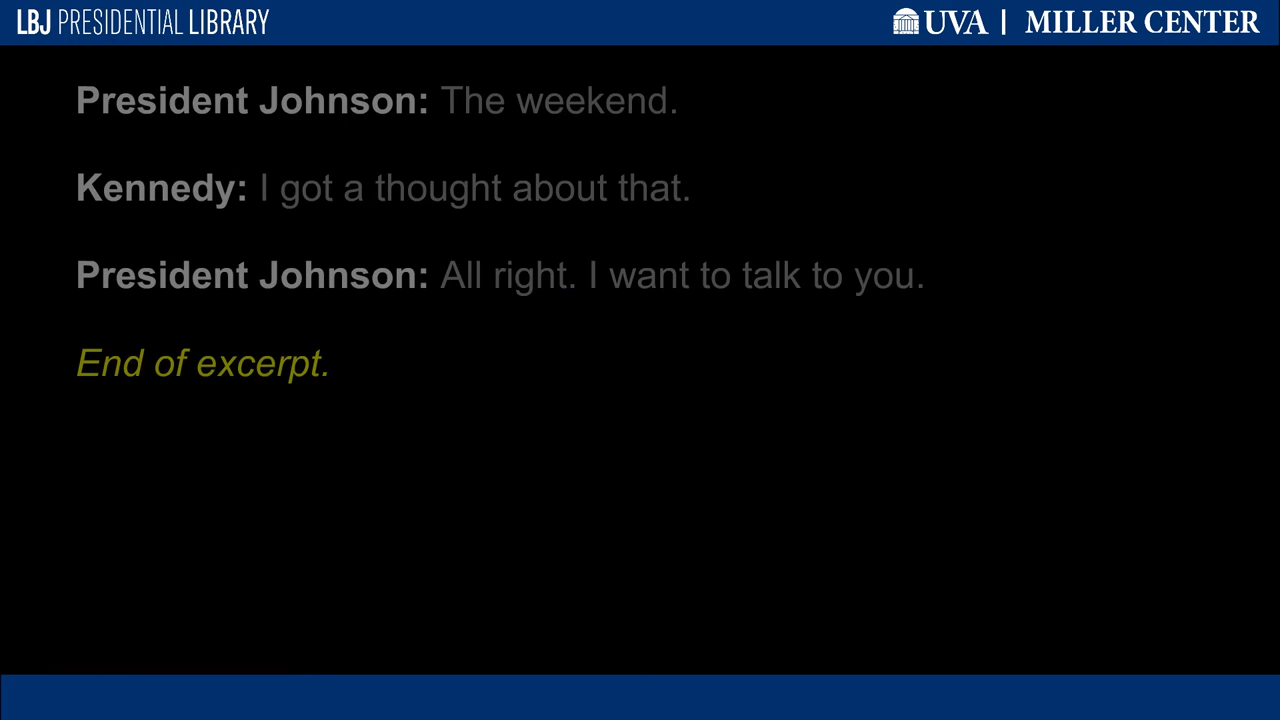 LBJ PRESIDENTIAL LIBRARY
UVA | MILLER CENTER
President Johnson: The weekend.
Kennedy: I got a thought about that.
President Johnson: All right. I want to talk to you.
End of excerpt.